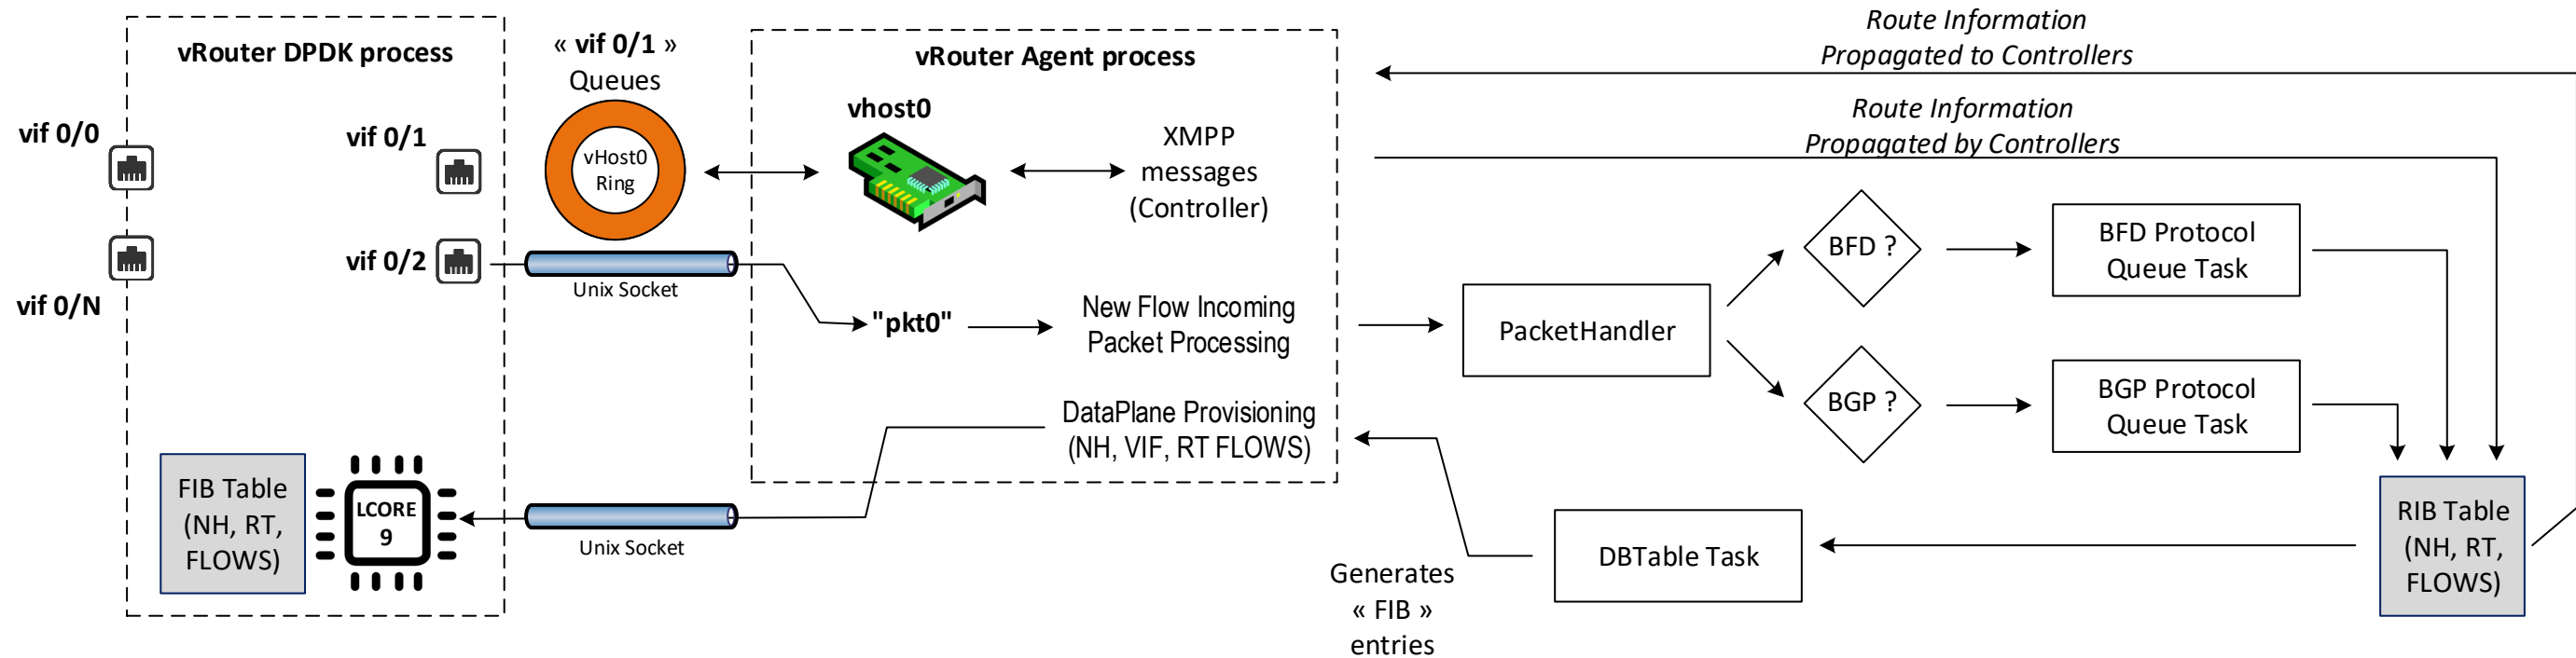 vRouter DPDK process
vif 0/0
vif 0/1
vif 0/2
vif 0/N
FIB Table
(NH, RT,
FLOWS)
LCORE
9
« vif 0/1 »
Queues
vHost0
Ring
Unix Socket
Unix Socket
vRouter Agent process
vhost0
XMPP
messages
(Controller)
"pkt0"
New Flow Incoming
Packet Processing
DataPlane Provisioning
(NH, VIF, RT FLOWS)
Route Information
Propagated to Controllers
Route Information
Propagated by Controllers
PacketHandler
BFD ?
BFD Protocol
Queue Task
BGP ?
BGP Protocol
Queue Task
RIB Table
(NH, RT,
FLOWS)
DBTable Task
Generates
« FIB »
entries